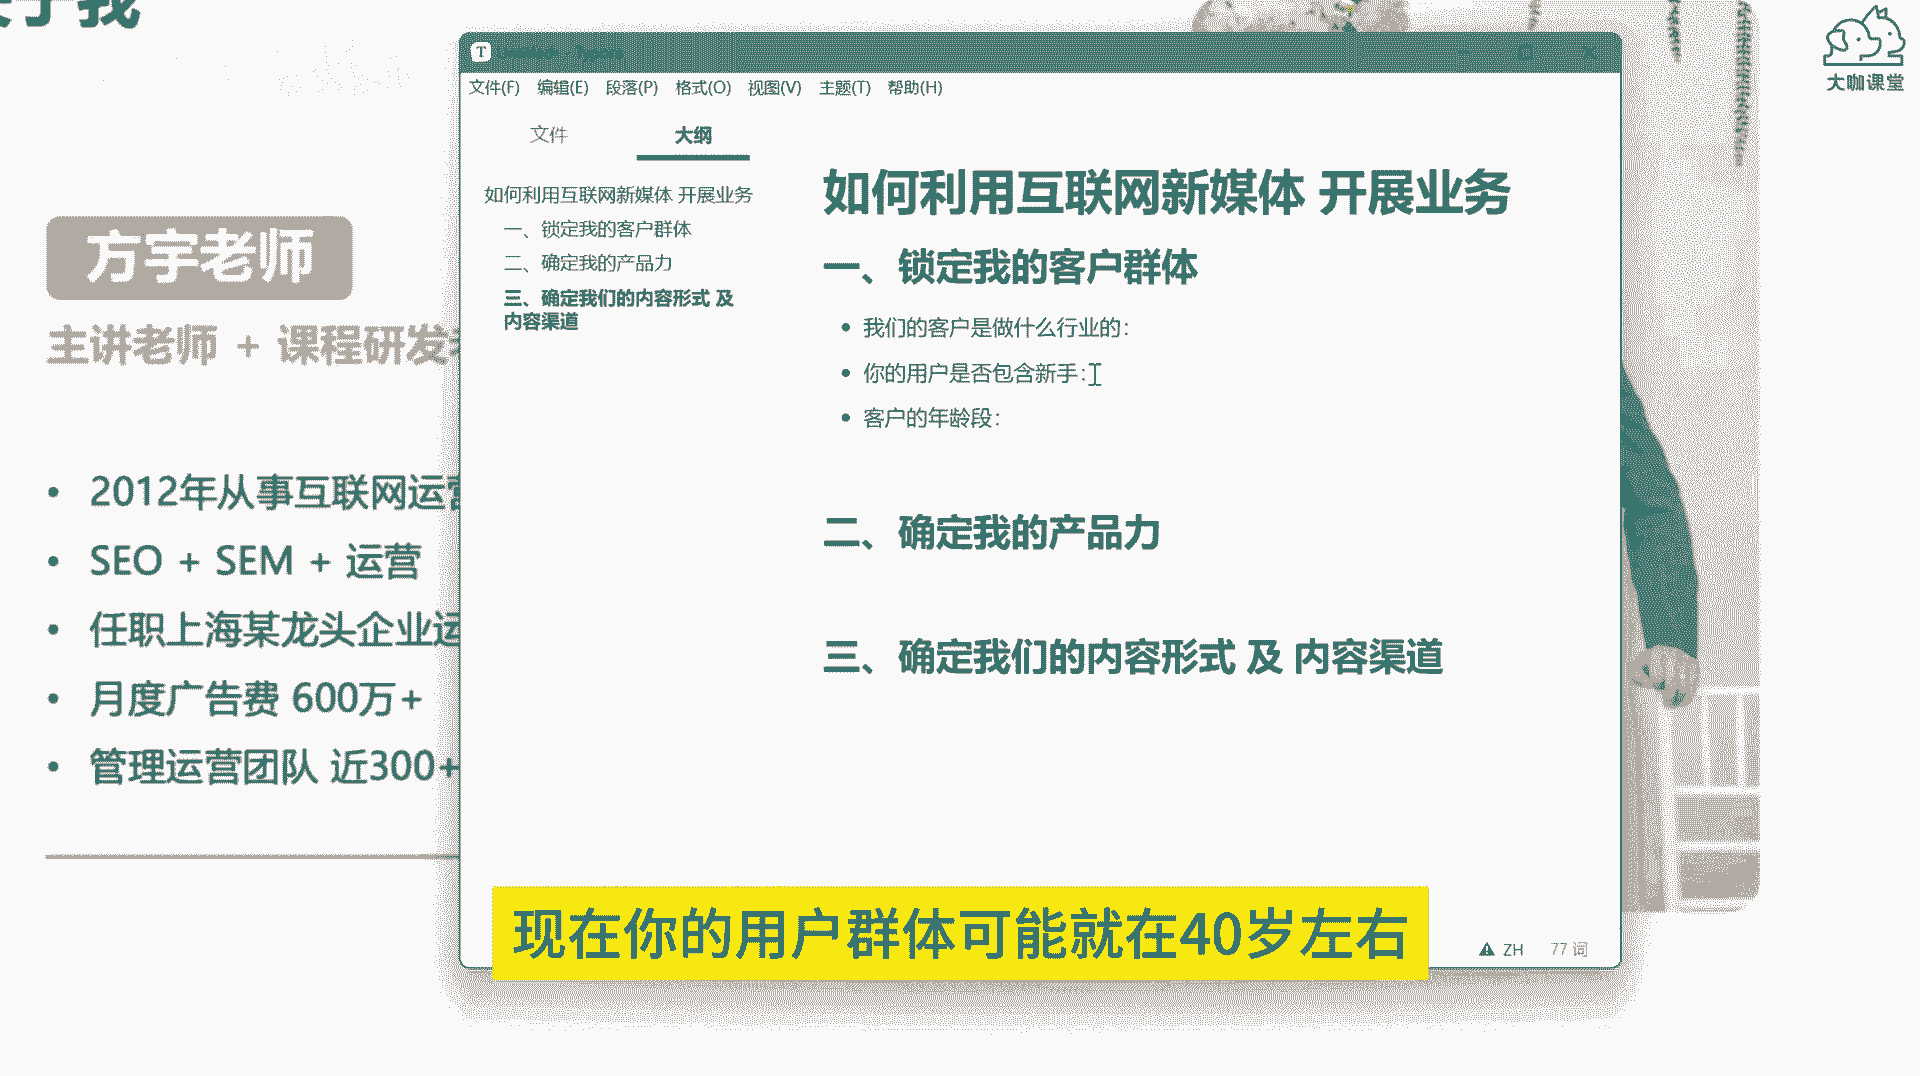 大咖课堂
方宇老师
主讲老师 + 课程研发
2012年从事互联网运营
SEO + SEM + 运营
任职上海某龙头企业运
月度广告费 600万+
管理运营团队 近300+
文件(F) 编辑(E) 段落(P) 格式(O) 视图(V) 主题(T) 帮助(H)
文件 大纲
如何利用互联网新媒体 开展业务
一、锁定我的客户群体
二、确定我的产品力
三、确定我们的内容形式 及
内容渠道
如何利用互联网新媒体 开展业务
一、锁定我的客户群体
我们的客户是做什么行业的：
你的用户是否包含新手：
客户的年龄段：
二、确定我的产品力
三、确定我们的内容形式 及 内容渠道
ZH 77 词
现在你的用户群体可能就在40岁左右